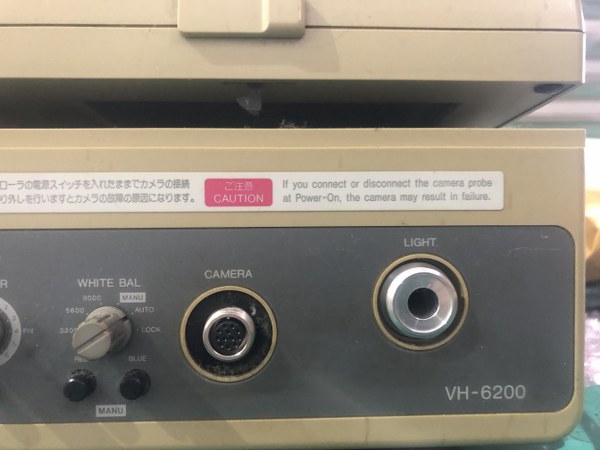 ローラの電源スイッチを入れたままでカメラの接続
り外しを行いますとカメラの故障の原因になります。
ご注意
CAUTION
If you connect or disconnect the camera probe
at Power-On, the camera may result in failure.
LIGHT
CAMERA
R
WHITE BAL
9000
MANU
5600
AUTO
3200
LOCK
RED
BLUE
MANU
VH-6200